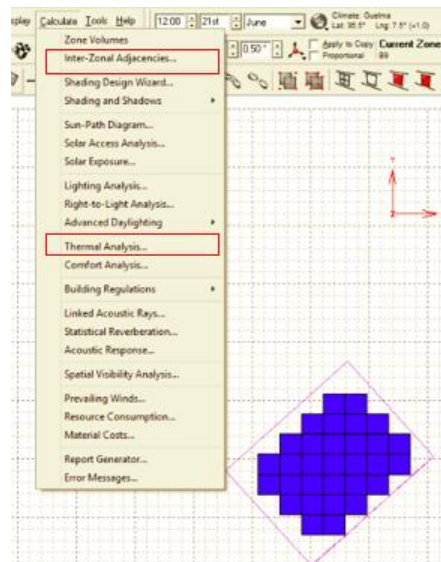 splay Calculate Tools Help 12:00 21st June Climate: Guelma
Lat: 36.5° Lng: 7.5° (+1.0)
0.50° Apply to Copy Current Zone
Proportional B9
Zone Volumes
Inter-Zonal Adjacencies...
Shading Design Wizard...
Shading and Shadows
Sun-Path Diagram...
Solar Access Analysis...
Solar Exposure...
Lighting Analysis...
Right-to-Light Analysis...
Advanced Daylighting
Thermal Analysis...
Comfort Analysis...
Building Regulations
Linked Acoustic Rays...
Statistical Reverberation...
Acoustic Response...
Spatial Visibility Analysis...
Prevailing Winds...
Resource Consumption...
Material Costs...
Report Generator...
Error Messages...